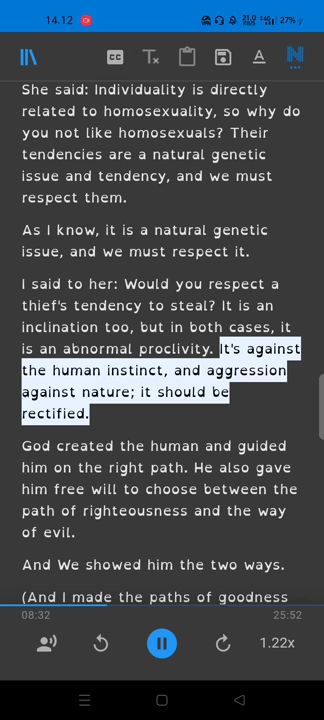 14.12
21.0
KB/S
27%
CC
Tx
A
N
She said: Individuality is directly
related to homosexuality, so why do
you not like homosexuals? Their
tendencies are a natural genetic
issue and tendency, and we must
respect them.
As I know, it is a natural genetic
issue, and we must respect it.
I said to her: Would you respect a
thief's tendency to steal? It is an
inclination too, but in both cases, it
is an abnormal proclivity. It's against
the human instinct, and aggression
against nature; it should be
rectified.
God created the human and guided
him on the right path. He also gave
him free will to choose between the
path of righteousness and the way
of evil.
And We showed him the two ways.
(And I made the paths of goodness
08:32
25:52
1.22x